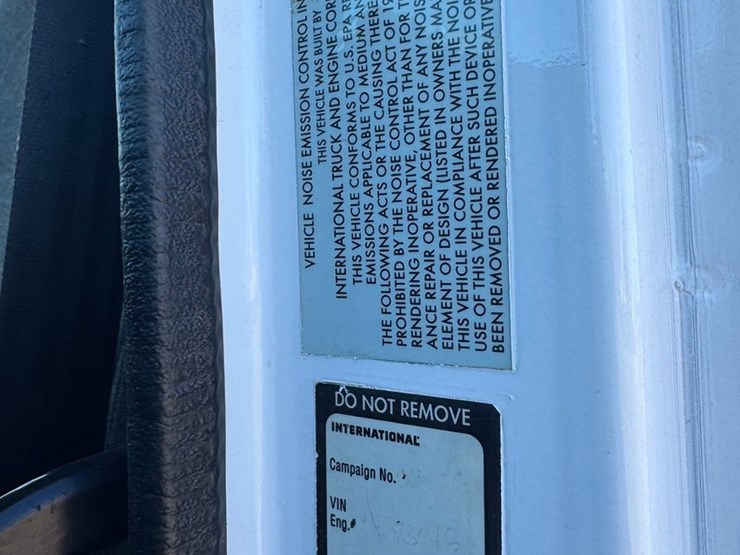 VEHICLE NOISE EMISSION CONTROL IN
THIS VEHICLE WAS BUILT BY
INTERNATIONAL TRUCK AND ENGINE COR
THIS VEHICLE CONFORMS TO U.S. EPA R
EMISSIONS APPLICABLE TO MEDIUM AN
THE FOLLOWING ACTS OR THE CAUSING THERE
PROHIBITED BY THE NOISE CONTROL ACT OF 19
RENDERING INOPERATIVE, OTHER THAN FOR T
ANCE REPAIR OR REPLACEMENT OF ANY NOIS
ELEMENT OF DESIGN (LISTED IN OWNERS MA
THIS VEHICLE IN COMPLIANCE WITH THE NOI
USE OF THIS VEHICLE AFTER SUCH DEVICE OR
BEEN REMOVED OR RENDERED INOPERATIVE
DO NOT REMOVE
INTERNATIONAL
Campaign No.
VIN
Eng.